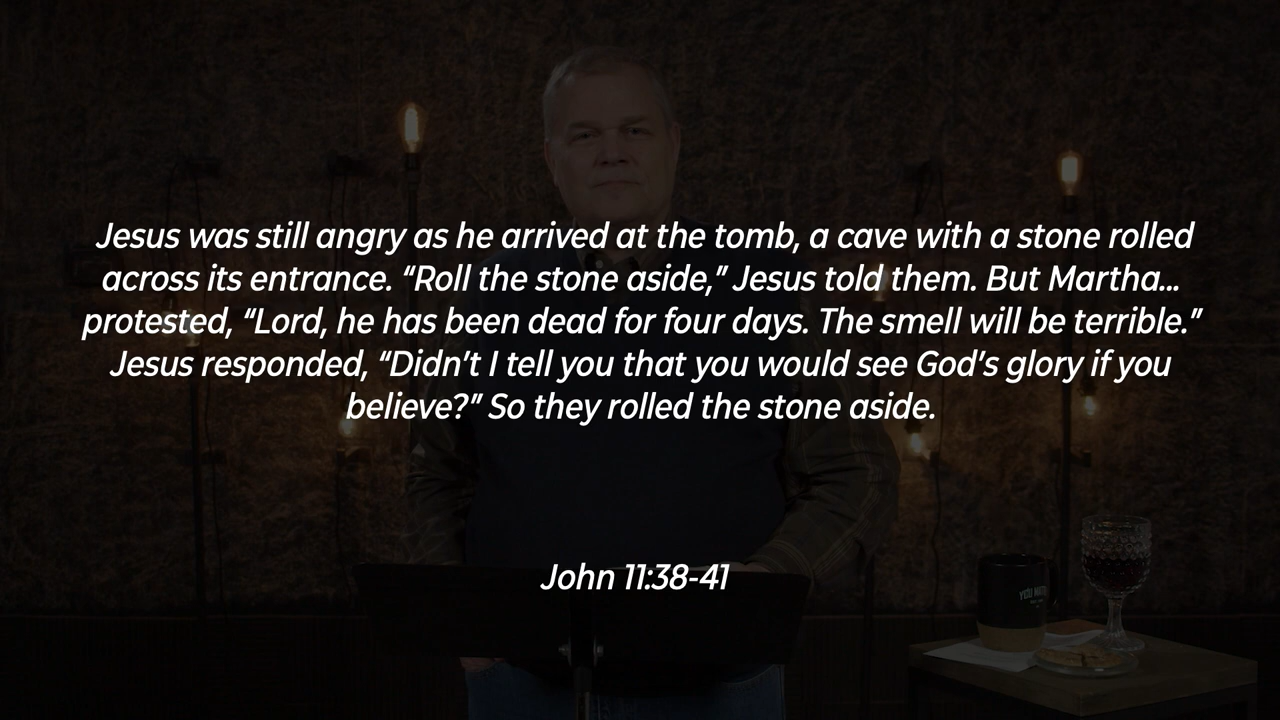 Jesus was still angry as he arrived at the tomb, a cave with a stone rolled
across its entrance. “Roll the stone aside,” Jesus told them. But Martha...
protested, “Lord, he has been dead for four days. The smell will be terrible.”
Jesus responded, “Didn’t I tell you that you would see God’s glory if you
believe?” So they rolled the stone aside.
John 11:38-41